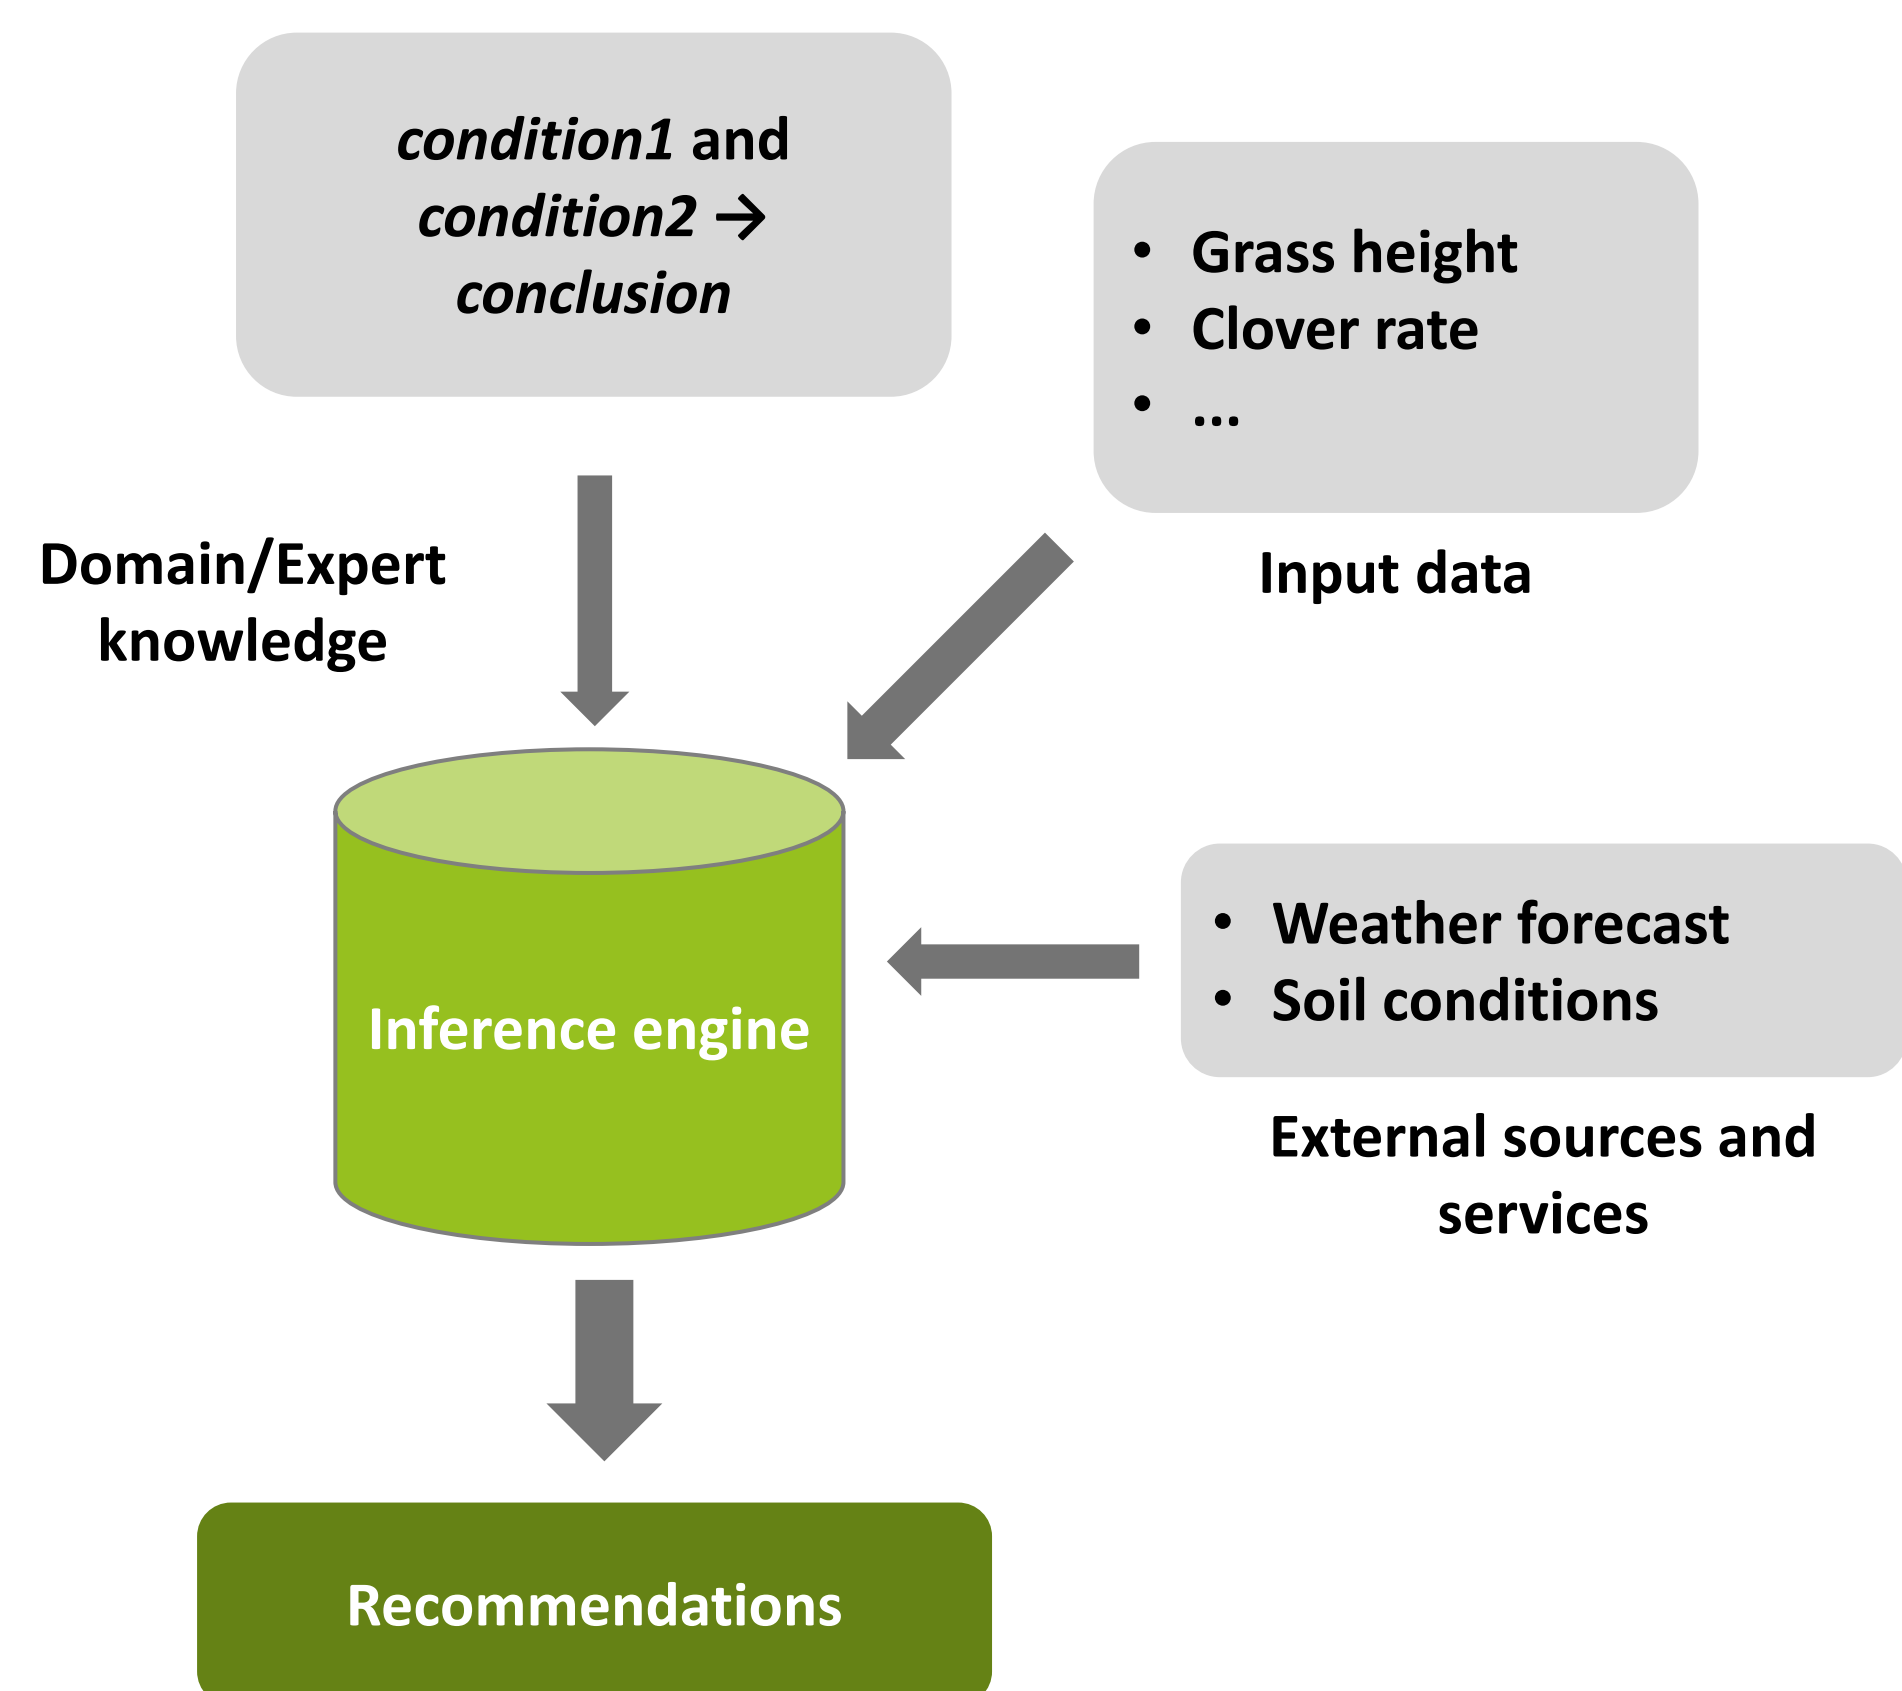 condition1 and
condition2 →
conclusion
• Grass height
• Clover rate
• ...
Domain/Expert
knowledge
Input data
Inference engine
• Weather forecast
• Soil conditions
External sources and
services
Recommendations